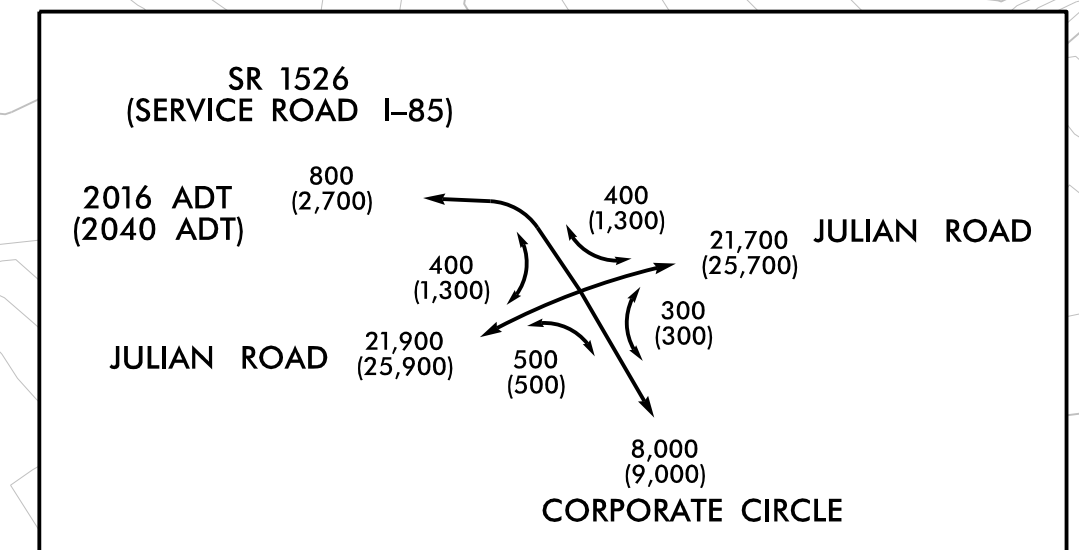 SR 1526
(SERVICE ROAD I–85)
800
(2,700)
2016 ADT
(2040 ADT)
400
(1,300)
21,700
(25,700)
JULIAN ROAD
400
(1,300)
300
(300)
JULIAN ROAD
21,900
(25,900)
500
(500)
8,000
(9,000)
CORPORATE CIRCLE